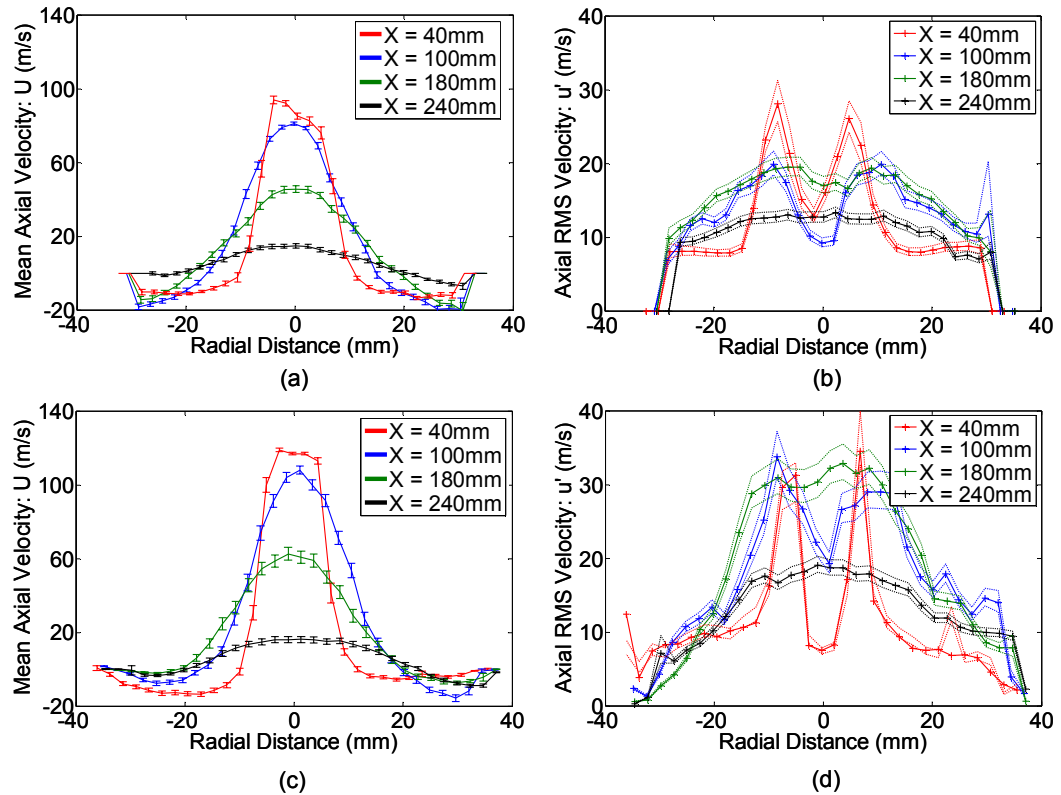 140
100
60
20
-20
Mean Axial Velocity: U (m/s)
-40
-20
0
20
40
Radial Distance (mm)
X = 40mm
X = 100mm
X = 180mm
X = 240mm
(a)
40
30
20
10
0
Axial RMS Velocity: u' (m/s)
-40
-20
0
20
40
Radial Distance (mm)
X = 40mm
X = 100mm
X = 180mm
X = 240mm
(b)
140
100
60
20
-20
Mean Axial Velocity: U (m/s)
-40
-20
0
20
40
Radial Distance (mm)
X = 40mm
X = 100mm
X = 180mm
X = 240mm
(c)
40
30
20
10
0
Axial RMS Velocity: u' (m/s)
-40
-20
0
20
40
Radial Distance (mm)
X = 40mm
X = 100mm
X = 180mm
X = 240mm
(d)